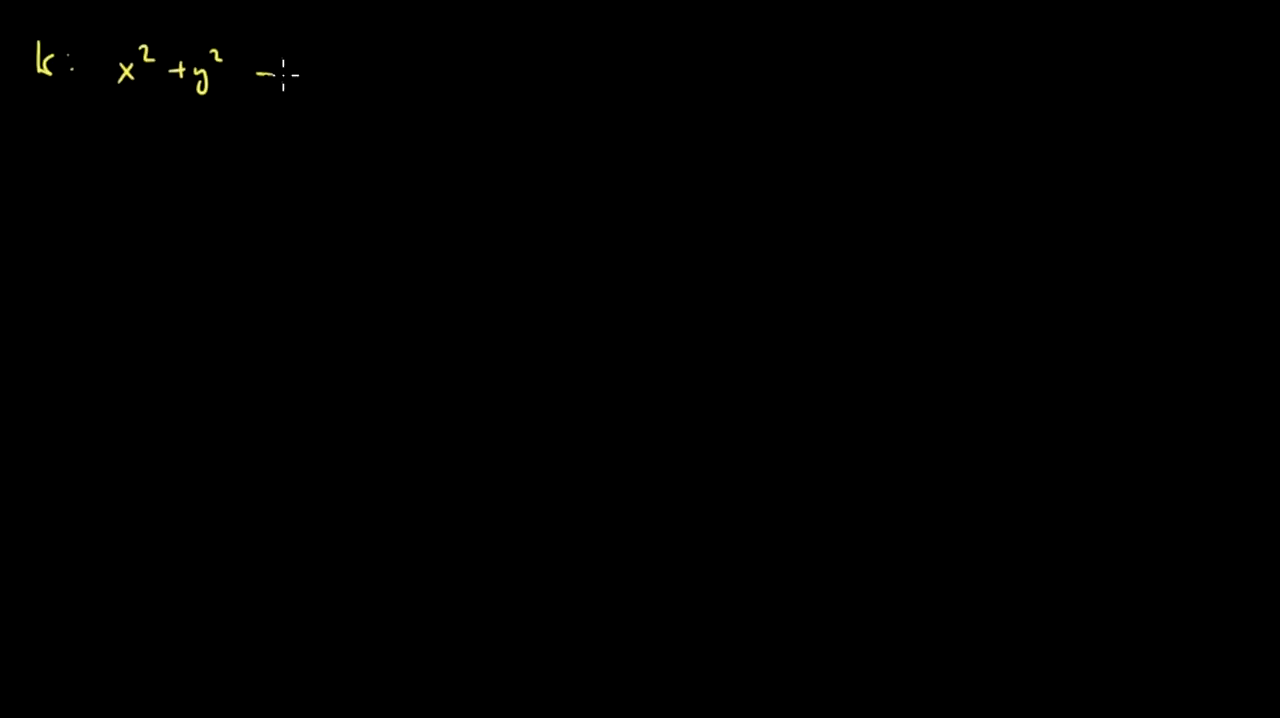 k: x² + y² -